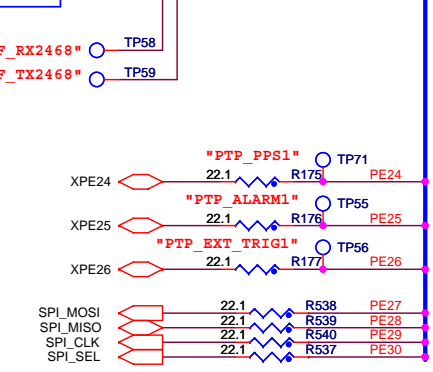 F_RX2468" TP58
F_TX2468" TP59
"PTP_PPS1" TP71
XPE24 22.1 R175 PE24
"PTP_ALARM1" TP55
XPE25 22.1 R176 PE25
"PTP_EXT_TRIG1" TP56
XPE26 22.1 R177 PE26
SPI_MOSI 22.1 R538 PE27
SPI_MISO 22.1 R539 PE28
SPI_CLK 22.1 R540 PE29
SPI_SEL 22.1 R537 PE30